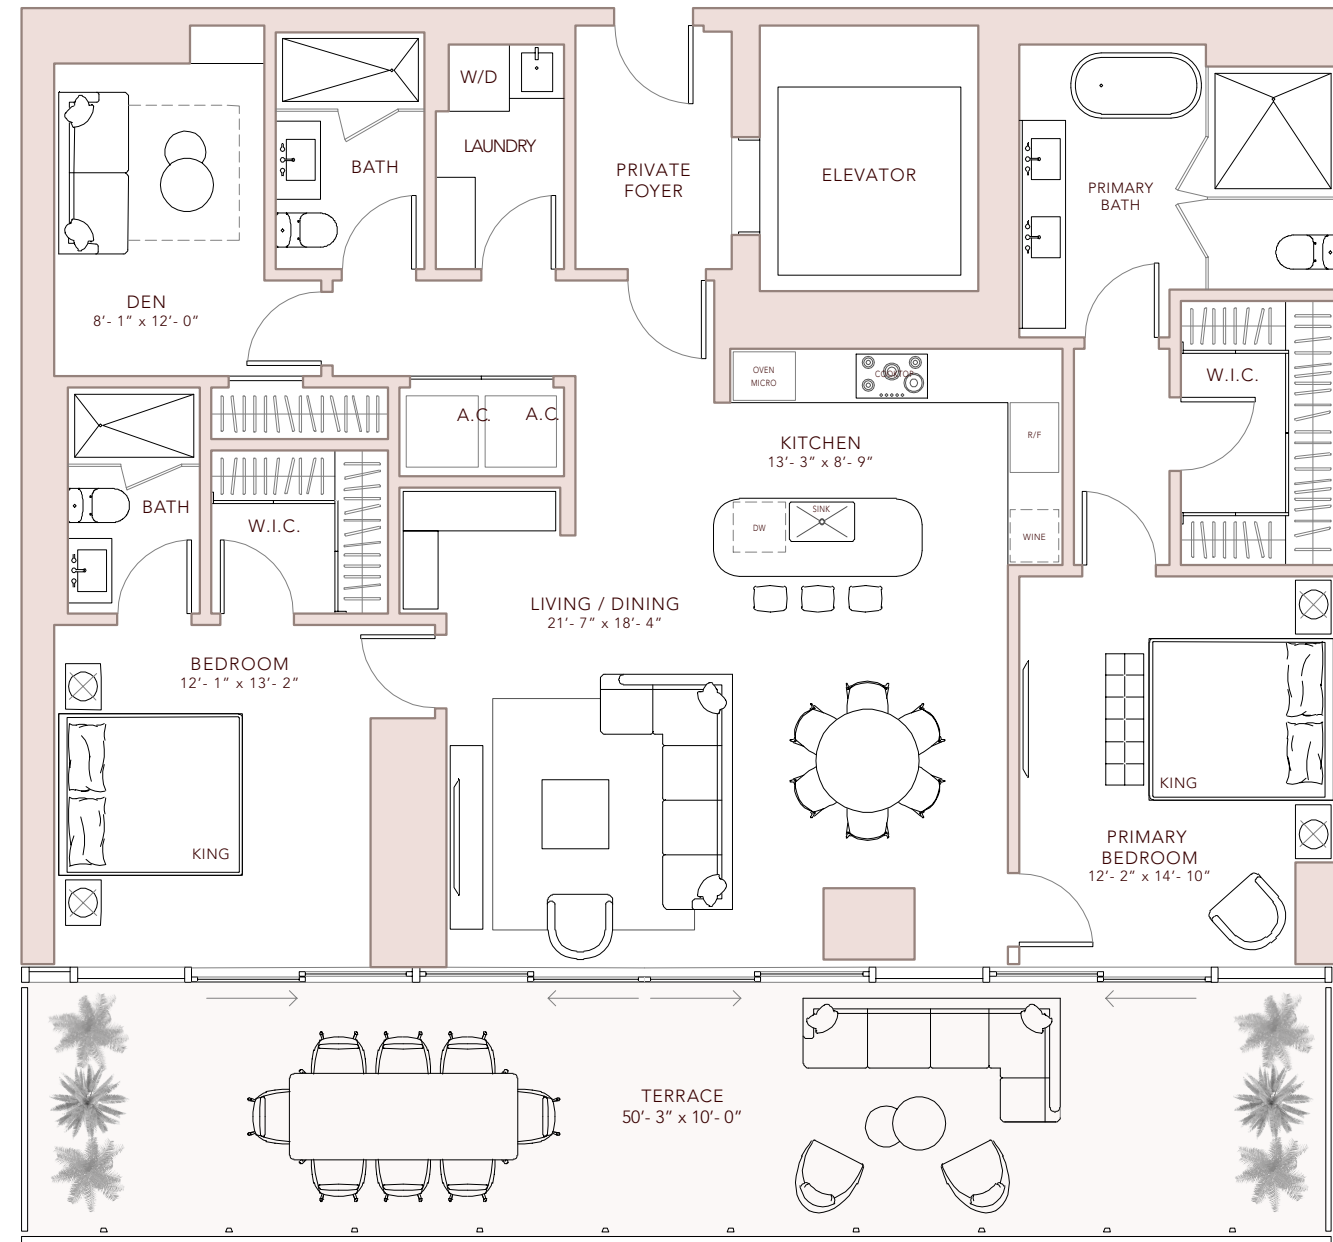 W/D
LAUNDRY
BATH
PRIVATE
FOYER
ELEVATOR
PRIMARY
BATH
DEN
8'- 1" x 12'- 0"
OVEN
MICRO
COOKTOP
W.I.C.
A.C.
A.C.
KITCHEN
13'- 3" x 8'- 9"
R/F
BATH
W.I.C.
SINK
DW
WINE
LIVING / DINING
21'- 7" x 18'- 4"
BEDROOM
12'- 1" x 13'- 2"
KING
KING
PRIMARY
BEDROOM
12'- 2" x 14'- 10"
TERRACE
50'- 3" x 10'- 0"